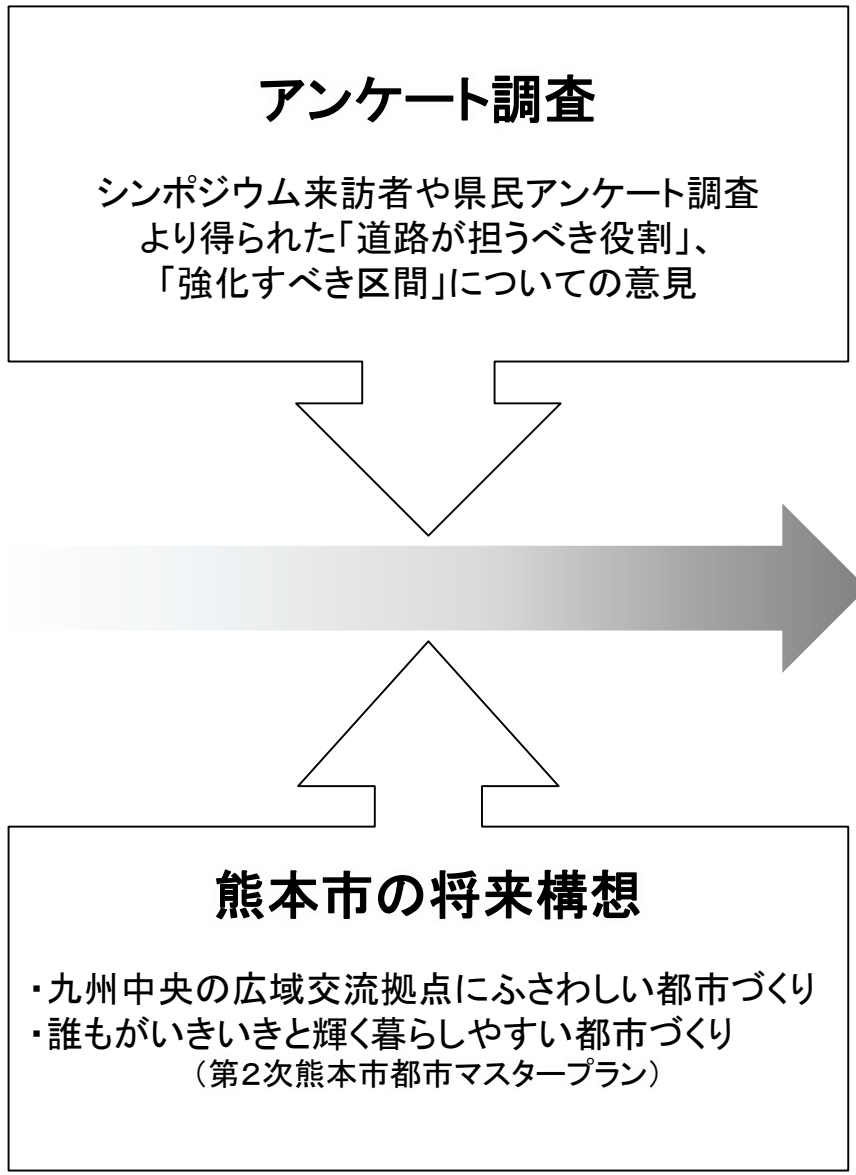 アンケート調査
シンポジウム来訪者や県民アンケート調査
より得られた「道路が担うべき役割」、
「強化すべき区間」についての意見
熊本市の将来構想
・九州中央の広域交流拠点にふさわしい都市づくり
・誰もがいきいきと輝く暮らしやすい都市づくり
（第２次熊本市都市マスタープラン）